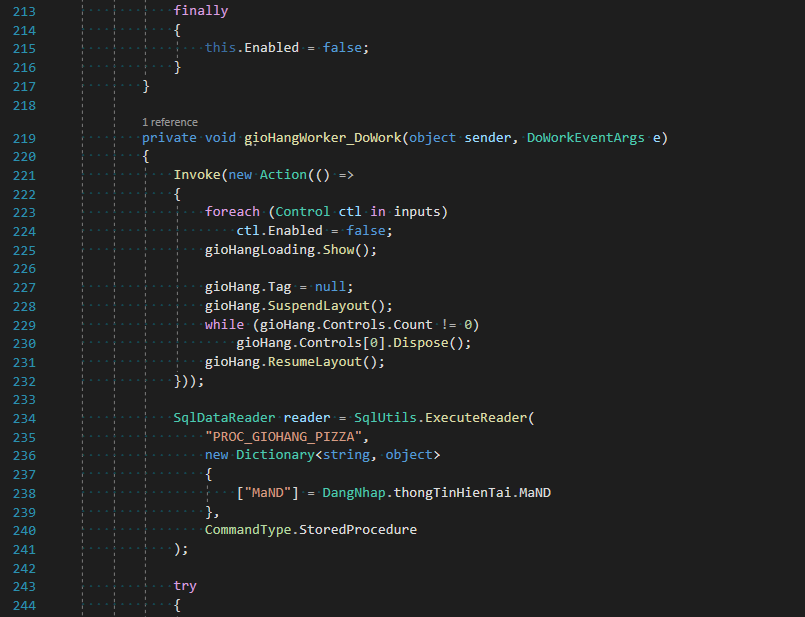 213 finally
214 {
215 this.Enabled = false;
216 }
217 }
218
1 reference
219 private void gioHangWorker_DoWork(object sender, DoWorkEventArgs e)
220 {
221 Invoke(new Action(() =>
222 {
223 foreach (Control ctl in inputs)
224 ctl.Enabled = false;
225 gioHangLoading.Show();
226
227 gioHang.Tag = null;
228 gioHang.SuspendLayout();
229 while (gioHang.Controls.Count != 0)
230 gioHang.Controls[0].Dispose();
231 gioHang.ResumeLayout();
232 }));
233
234 SqlDataReader reader = SqlUtils.ExecuteReader(
235 "PROC_GIOHANG_PIZZA",
236 new Dictionary<string, object>
237 {
238 ["MaND"] = DangNhap.thongTinHienTai.MaND
239 },
240 CommandType.StoredProcedure
241 );
242
243 try
244 {